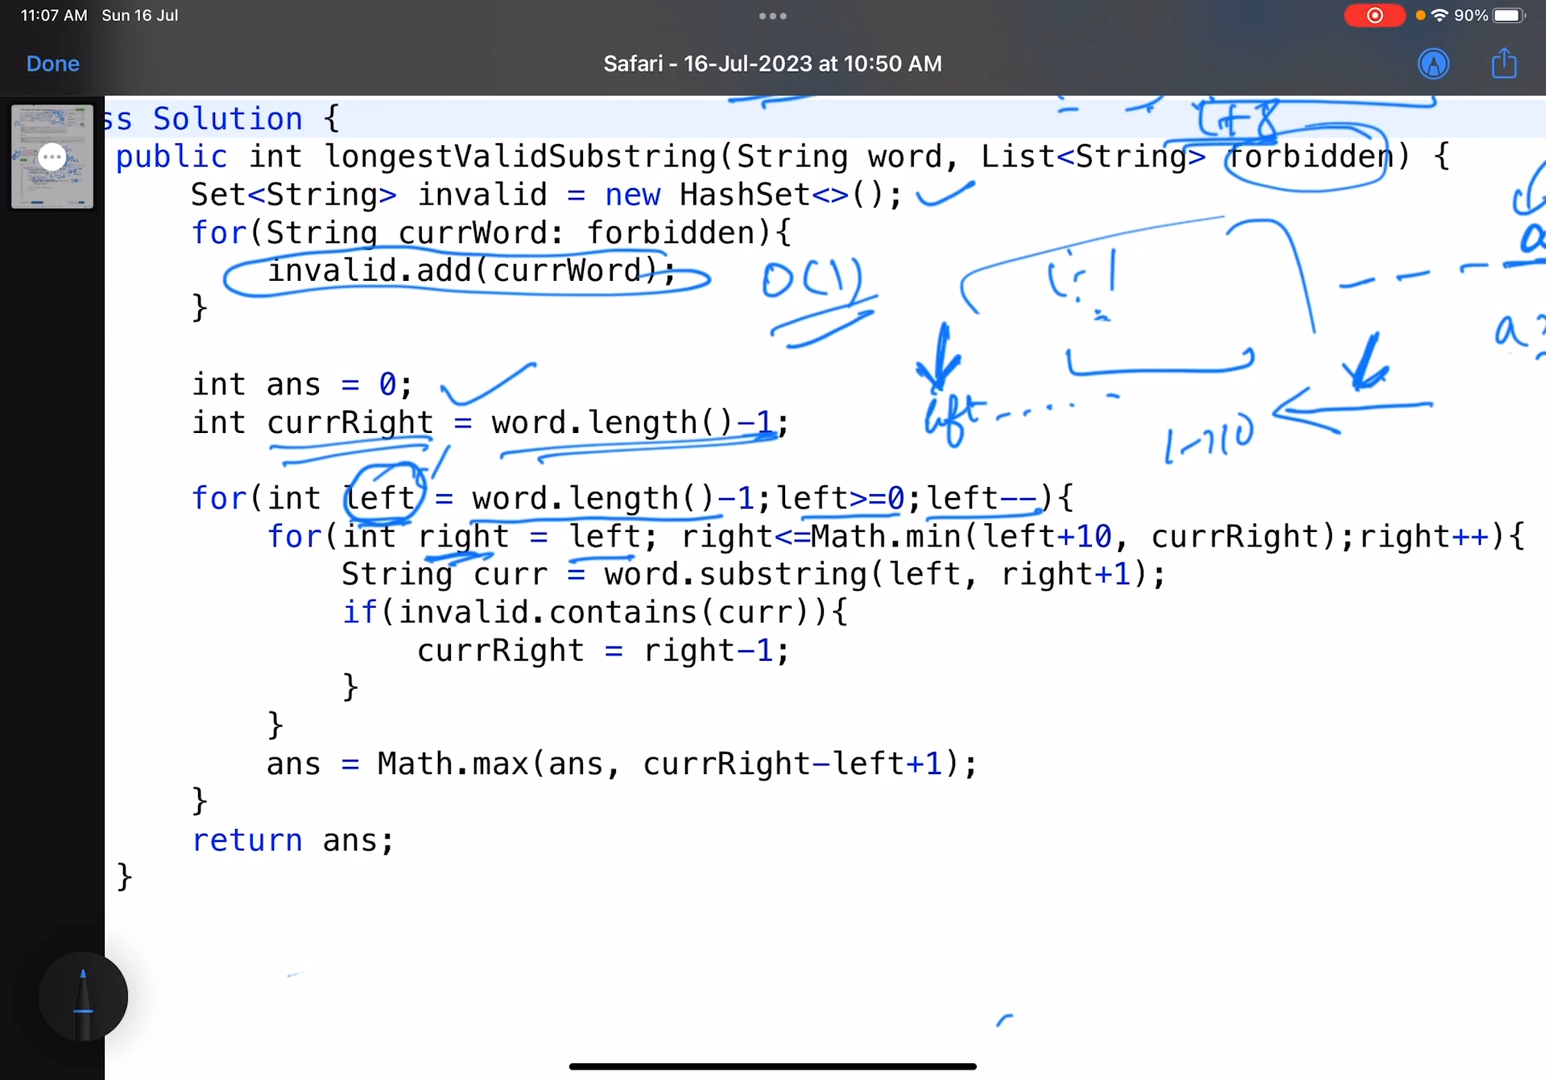 11:07 AM Sun 16 Jul
90%
Done
Safari - 16-Jul-2023 at 10:50 AM
ss Solution {
i+8
public int longestValidSubstring(String word, List<String> forbidden) {
Set<String> invalid = new HashSet<>();
for(String currWord: forbidden){
invalid.add(currWord);
O(1)
}
int ans = 0;
int currRight = word.length()-1;
left
1->10
for(int left = word.length()-1;left>=0;left--){
for(int right = left; right<=Math.min(left+10, currRight);right++){
String curr = word.substring(left, right+1);
if(invalid.contains(curr)){
currRight = right-1;
}
}
ans = Math.max(ans, currRight-left+1);
}
return ans;
}